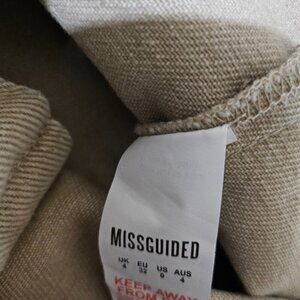 MISSGUIDED
UK EU US AUS
4 32 0 4
KEEP AWAY
FROM